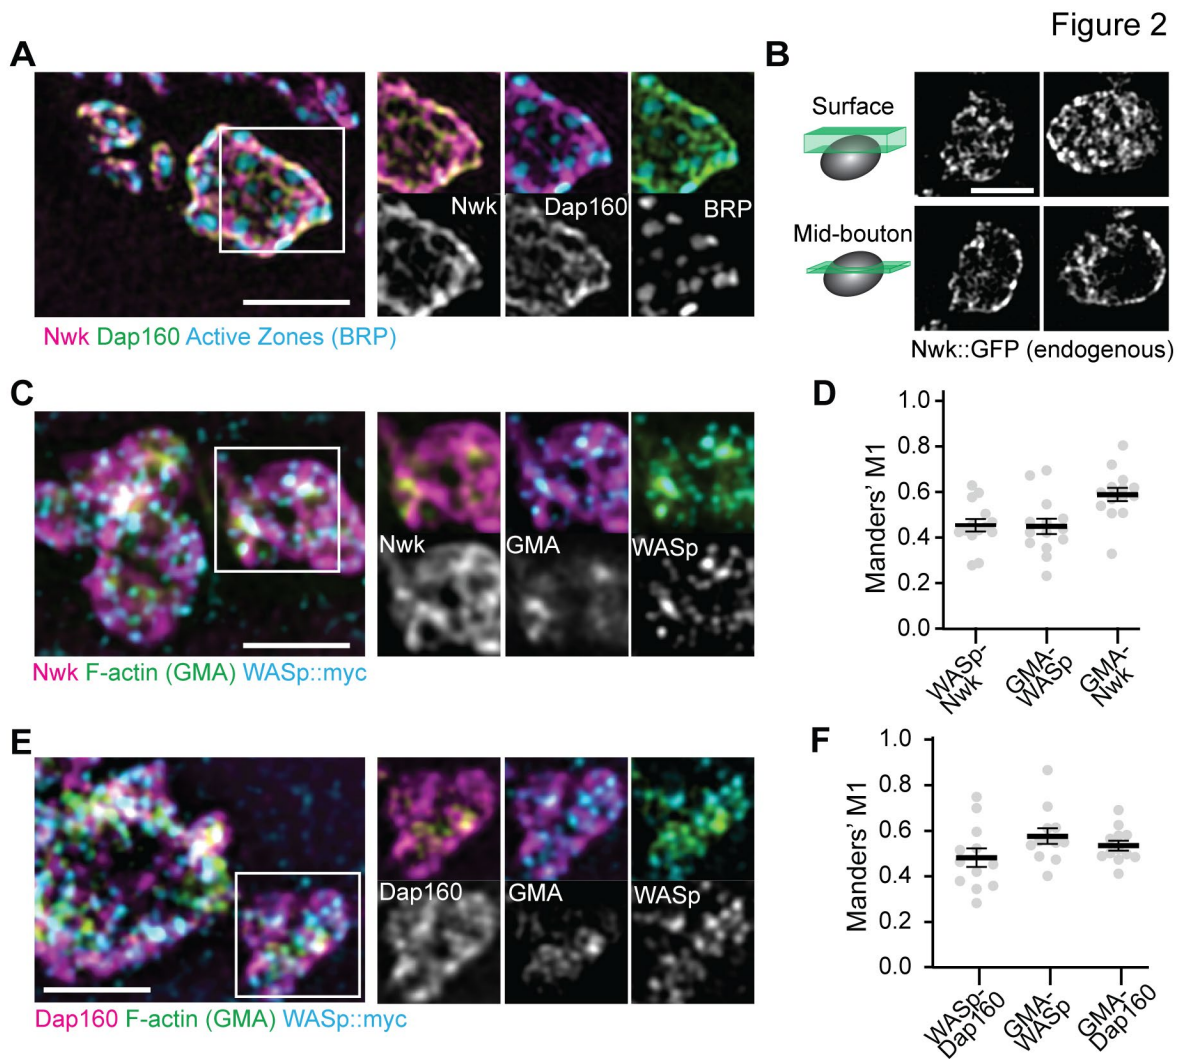 Figure 2
A
Nwk
Dap160
BRP
Nwk Dap160 Active Zones (BRP)
B
Surface
Mid-bouton
Nwk::GFP (endogenous)
C
Nwk
GMA
WASp
Nwk F-actin (GMA) WASp::myc
D
Manders' M1
1.0
0.8
0.6
0.4
0.2
0.0
WASp-
Nwk
GMA-
WASp
GMA-
Nwk
E
Dap160
GMA
WASp
Dap160 F-actin (GMA) WASp::myc
F
Manders' M1
1.0
0.8
0.6
0.4
0.2
0.0
WASp-
Dap160
GMA-
WASp
GMA-
Dap160